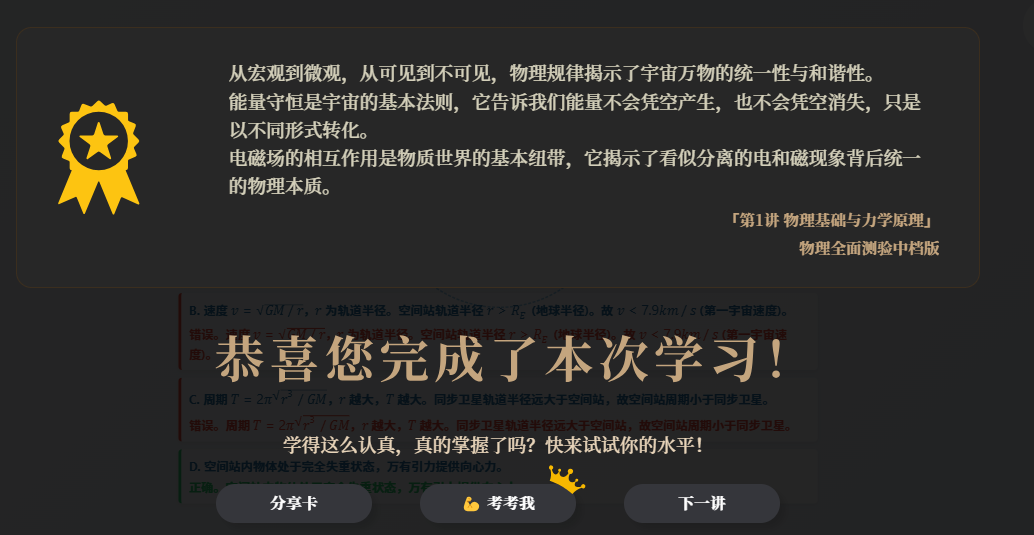 从宏观到微观，从可见到不可见，物理规律揭示了宇宙万物的统一性与和谐性。
能量守恒是宇宙的基本法则，它告诉我们能量不会凭空产生，也不会凭空消失，只是
以不同形式转化。
电磁场的相互作用是物质世界的基本纽带，它揭示了看似分离的电和磁现象背后统一
的物理本质。
「第1讲 物理基础与力学原理」
物理全面测验中档版
B. 速度 v = √GM / r，r 为轨道半径。空间站轨道半径 r > R_E（地球半径）。故 v < 7.9km / s (第一宇宙速度)。
错误。速度 v = √GM / r，r 为轨道半径。空间站轨道半径 r > R_E（地球半径）。故 v < 7.9km / s (第一宇宙速
度)。
恭喜您完成了本次学习！
C. 周期 T = 2π√r³ / GM，r 越大，T 越大。同步卫星轨道半径远大于空间站，故空间站周期小于同步卫星。
错误。周期 T = 2π√r³ / GM，r 越大，T 越大。同步卫星轨道半径远大于空间站，故空间站周期小于同步卫星。
学得这么认真，真的掌握了吗？快来试试你的水平！
D. 空间站内物体处于完全失重状态，万有引力提供向心力。
正确。
分享卡
💪 考考我
下一讲